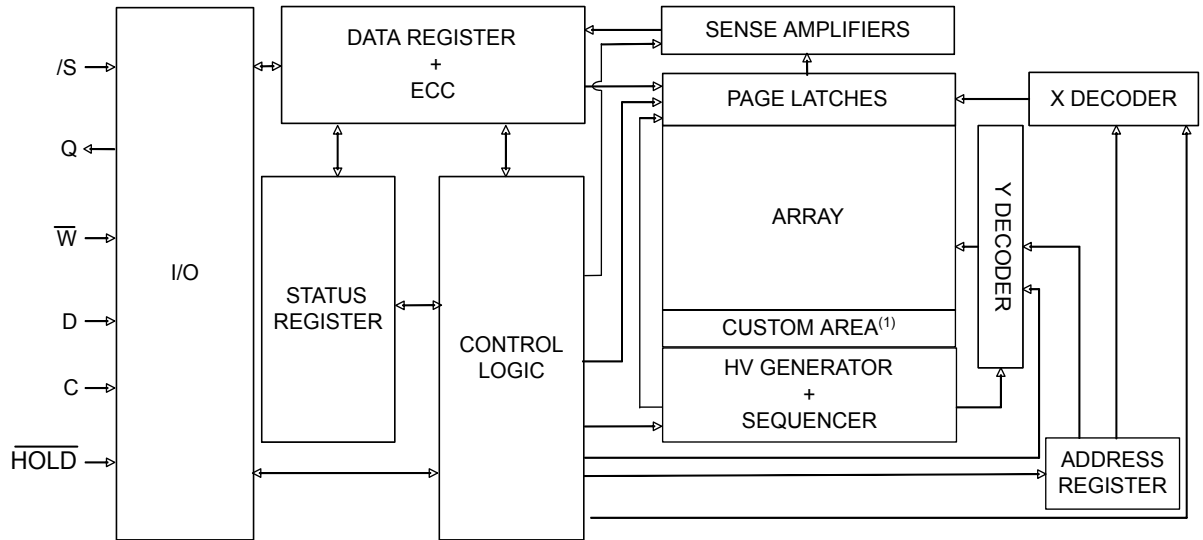 DATA REGISTER
+
ECC
SENSE AMPLIFIERS
PAGE LATCHES
X DECODER
/S
Q
W̅
D
C
H̅O̅L̅D̅
I/O
STATUS
REGISTER
CONTROL
LOGIC
ARRAY
Y DECODER
CUSTOM AREA(1)
HV GENERATOR
+
SEQUENCER
ADDRESS
REGISTER